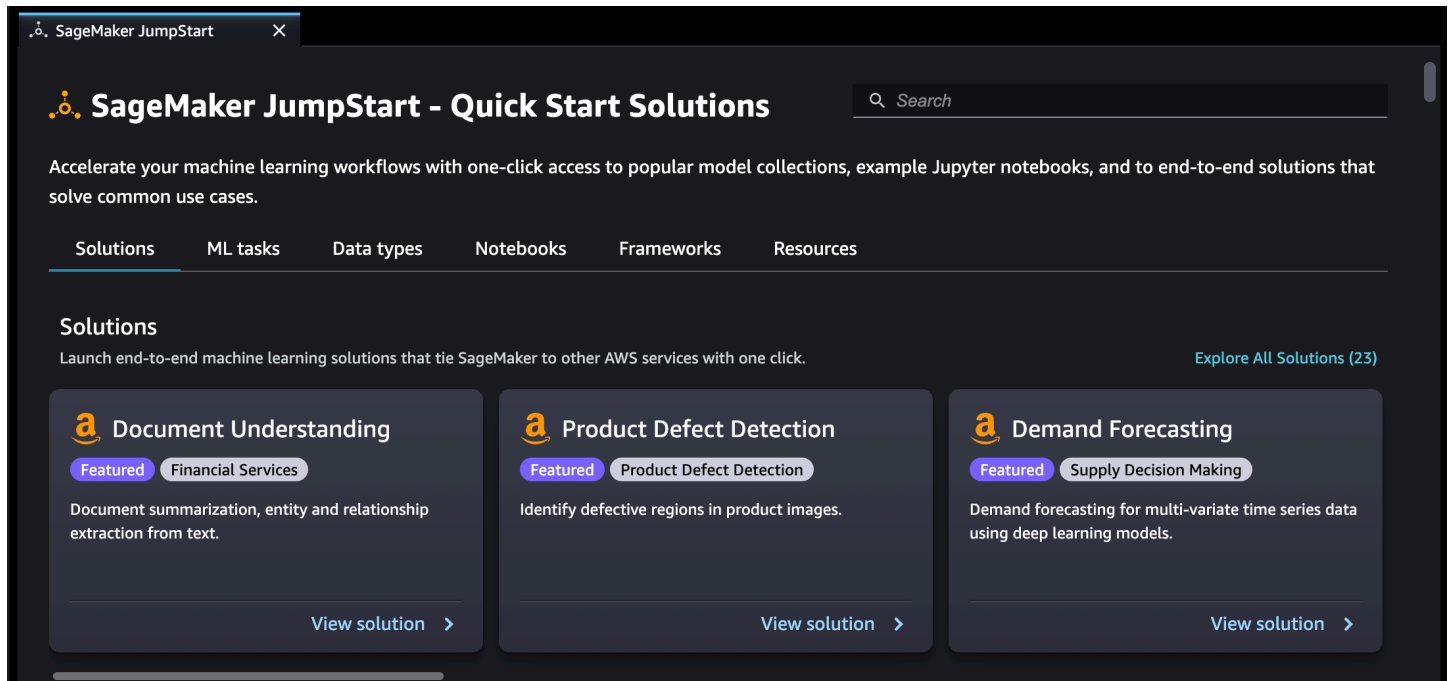 SageMaker JumpStart
SageMaker JumpStart - Quick Start Solutions
Search
Accelerate your machine learning workflows with one-click access to popular model collections, example Jupyter notebooks, and to end-to-end solutions that
solve common use cases.
Solutions ML tasks Data types Notebooks Frameworks Resources
Solutions
Launch end-to-end machine learning solutions that tie SageMaker to other AWS services with one click.
Explore All Solutions (23)
Document Understanding
Featured Financial Services
Document summarization, entity and relationship
extraction from text.
View solution
Product Defect Detection
Featured Product Defect Detection
Identify defective regions in product images.
View solution
Demand Forecasting
Featured Supply Decision Making
Demand forecasting for multi-variate time series data
using deep learning models.
View solution